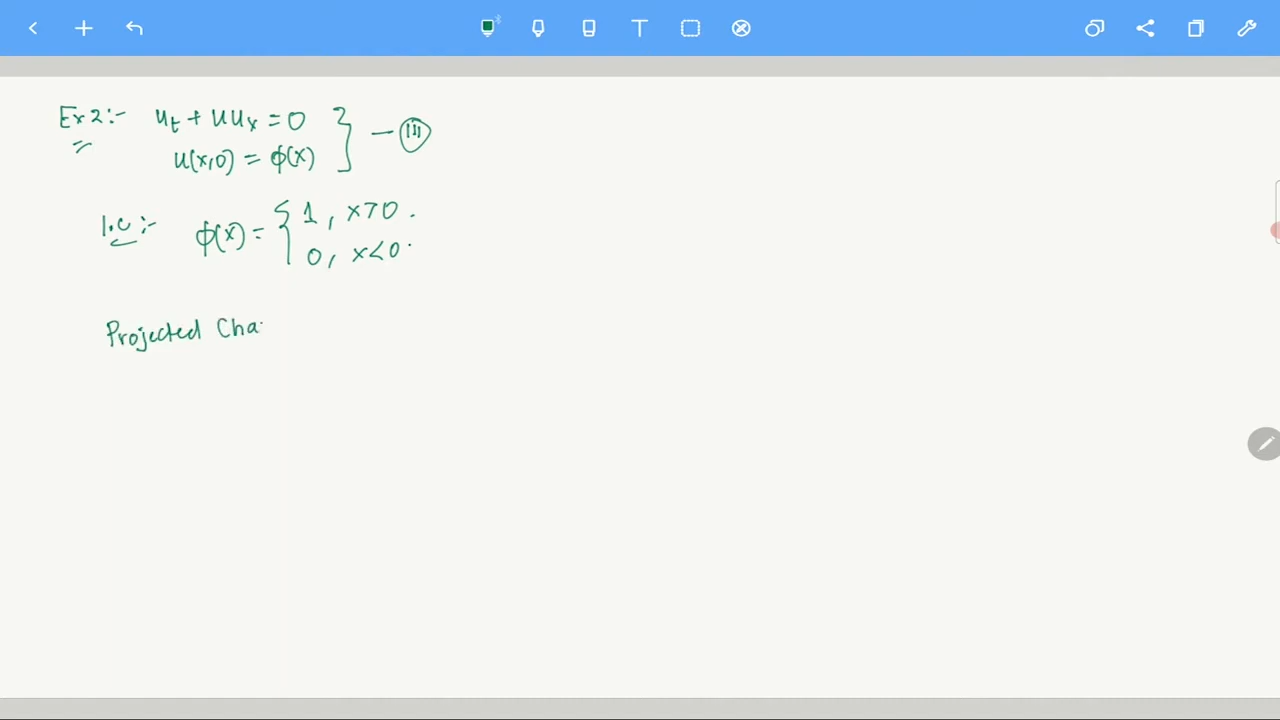 Ex 2:- u_t + u u_x = 0
u(x,0) = φ(x) } — (III)
I.C :- φ(x) = { 1, x > 0.
0, x < 0.
Projected Cha